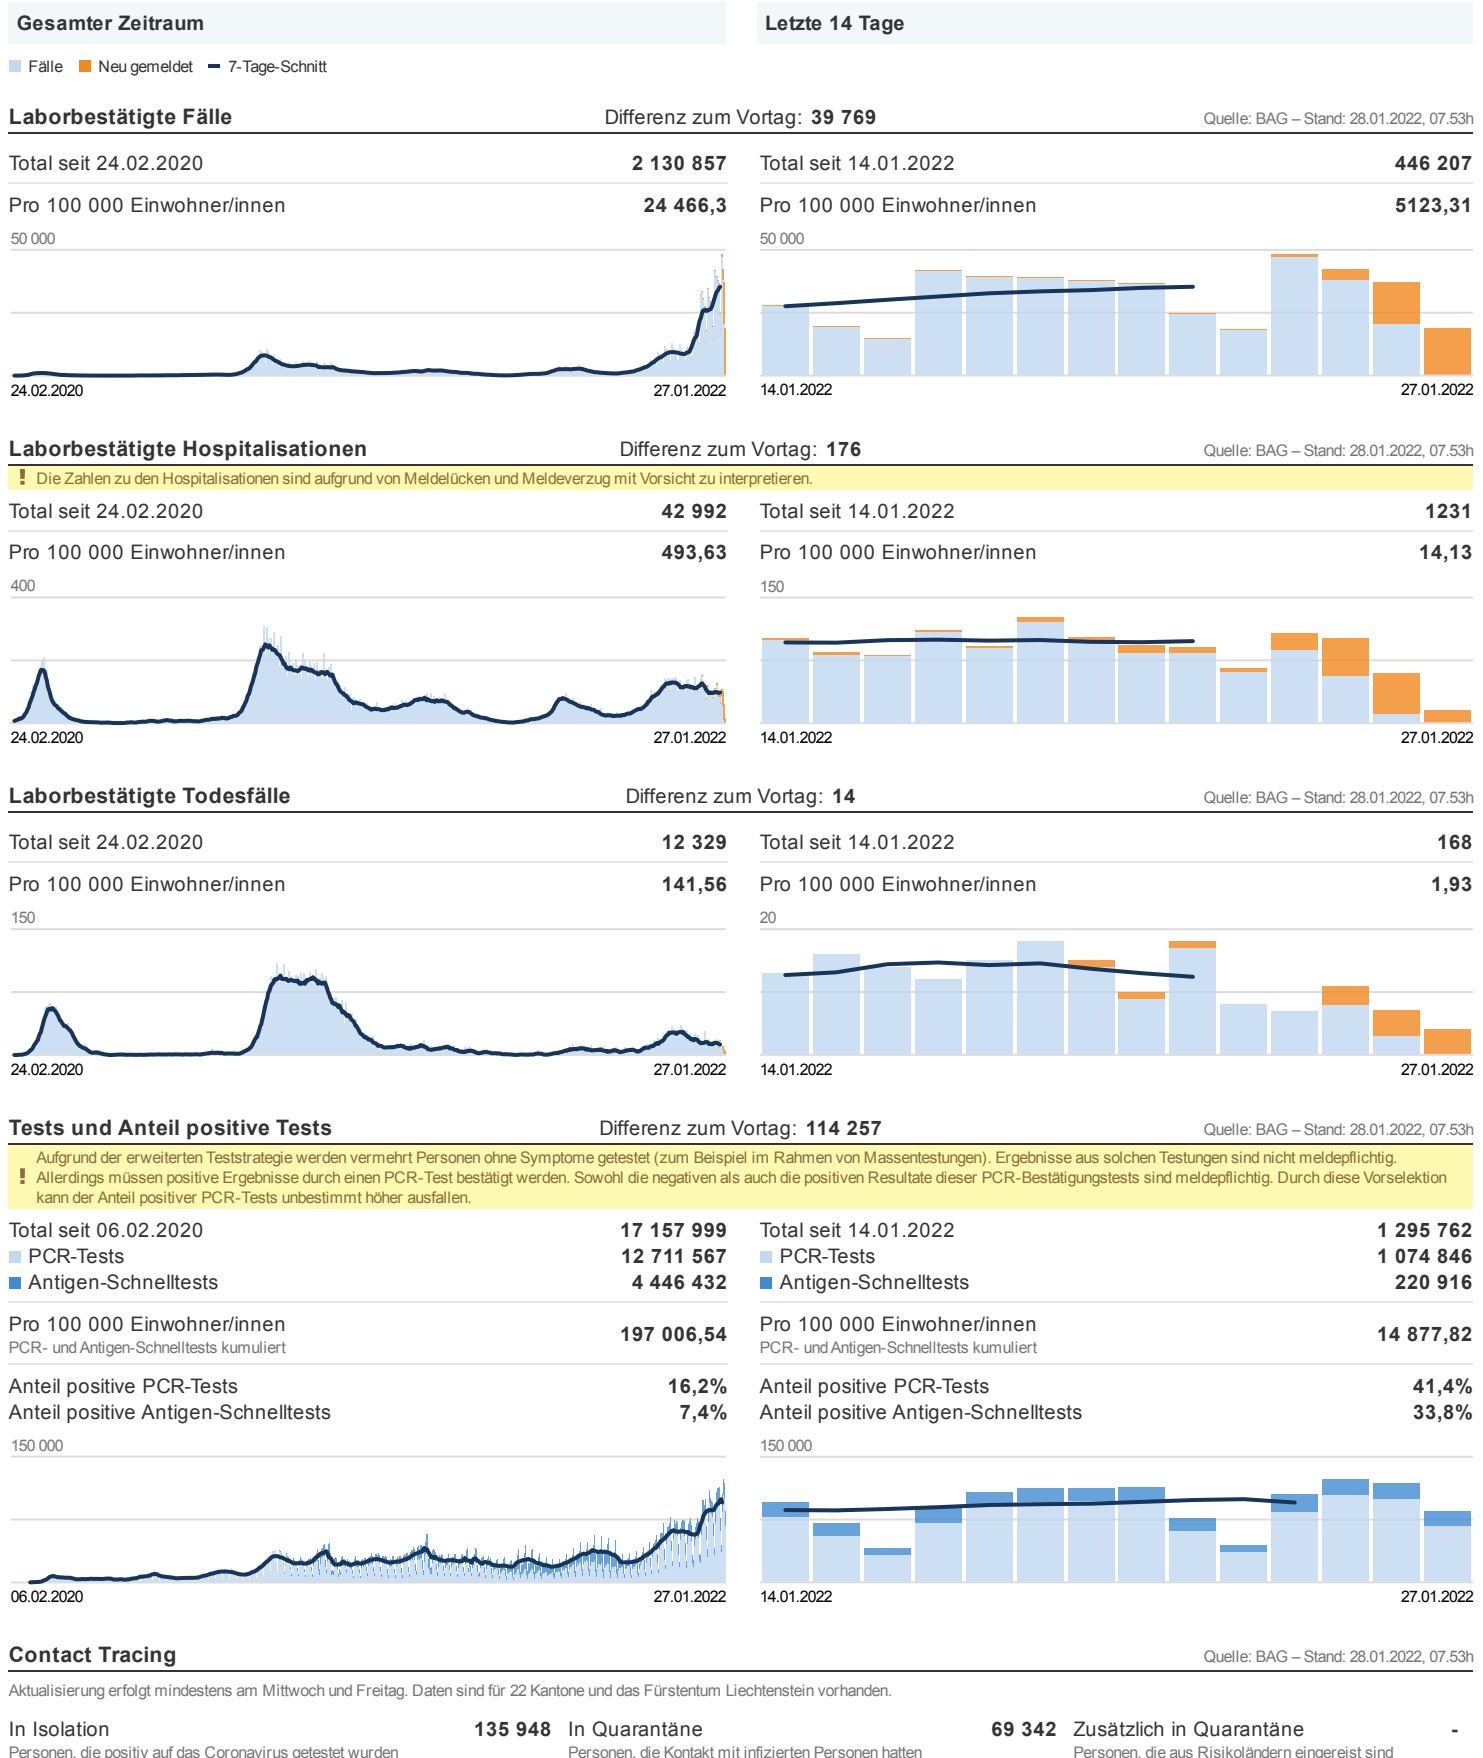 Gesamter Zeitraum
Letzte 14 Tage
Fälle Neu gemeldet 7-Tage-Schnitt
Laborbestätigte Fälle Differenz zum Vortag: 39 769 Quelle: BAG – Stand: 28.01.2022, 07.53h
Total seit 24.02.2020 2 130 857
Pro 100 000 Einwohner/innen 24 466,3
50 000
24.02.2020 27.01.2022
Total seit 14.01.2022 446 207
Pro 100 000 Einwohner/innen 5123,31
50 000
14.01.2022 27.01.2022
Laborbestätigte Hospitalisationen Differenz zum Vortag: 176 Quelle: BAG – Stand: 28.01.2022, 07.53h
! Die Zahlen zu den Hospitalisationen sind aufgrund von Meldelücken und Meldeverzug mit Vorsicht zu interpretieren.
Total seit 24.02.2020 42 992
Pro 100 000 Einwohner/innen 493,63
400
24.02.2020 27.01.2022
Total seit 14.01.2022 1231
Pro 100 000 Einwohner/innen 14,13
150
14.01.2022 27.01.2022
Laborbestätigte Todesfälle Differenz zum Vortag: 14 Quelle: BAG – Stand: 28.01.2022, 07.53h
Total seit 24.02.2020 12 329
Pro 100 000 Einwohner/innen 141,56
150
24.02.2020 27.01.2022
Total seit 14.01.2022 168
Pro 100 000 Einwohner/innen 1,93
20
14.01.2022 27.01.2022
Tests und Anteil positive Tests Differenz zum Vortag: 114 257 Quelle: BAG – Stand: 28.01.2022, 07.53h
Aufgrund der erweiterten Teststrategie werden vermehrt Personen ohne Symptome getestet (zum Beispiel im Rahmen von Massentestungen). Ergebnisse aus solchen Testungen sind nicht meldepflichtig.
! Allerdings müssen positive Ergebnisse durch einen PCR-Test bestätigt werden. Sowohl die negativen als auch die positiven Resultate dieser PCR-Bestätigungstests sind meldepflichtig. Durch diese Vorselektion
kann der Anteil positiver PCR-Tests unbestimmt höher ausfallen.
Total seit 06.02.2020 17 157 999
PCR-Tests 12 711 567
Antigen-Schnelltests 4 446 432
Pro 100 000 Einwohner/innen 197 006,54
PCR- und Antigen-Schnelltests kumuliert
Anteil positive PCR-Tests 16,2%
Anteil positive Antigen-Schnelltests 7,4%
150 000
06.02.2020 27.01.2022
Total seit 14.01.2022 1 295 762
PCR-Tests 1 074 846
Antigen-Schnelltests 220 916
Pro 100 000 Einwohner/innen 14 877,82
PCR- und Antigen-Schnelltests kumuliert
Anteil positive PCR-Tests 41,4%
Anteil positive Antigen-Schnelltests 33,8%
150 000
14.01.2022 27.01.2022
Contact Tracing Quelle: BAG – Stand: 28.01.2022, 07.53h
Aktualisierung erfolgt mindestens am Mittwoch und Freitag. Daten sind für 22 Kantone und das Fürstentum Liechtenstein vorhanden.
In Isolation 135 948
Personen, die positiv auf das Coronavirus getestet wurden
In Quarantäne 69 342
Personen, die Kontakt mit infizierten Personen hatten
Zusätzlich in Quarantäne -
Personen, die aus Risikoländern eingereist sind